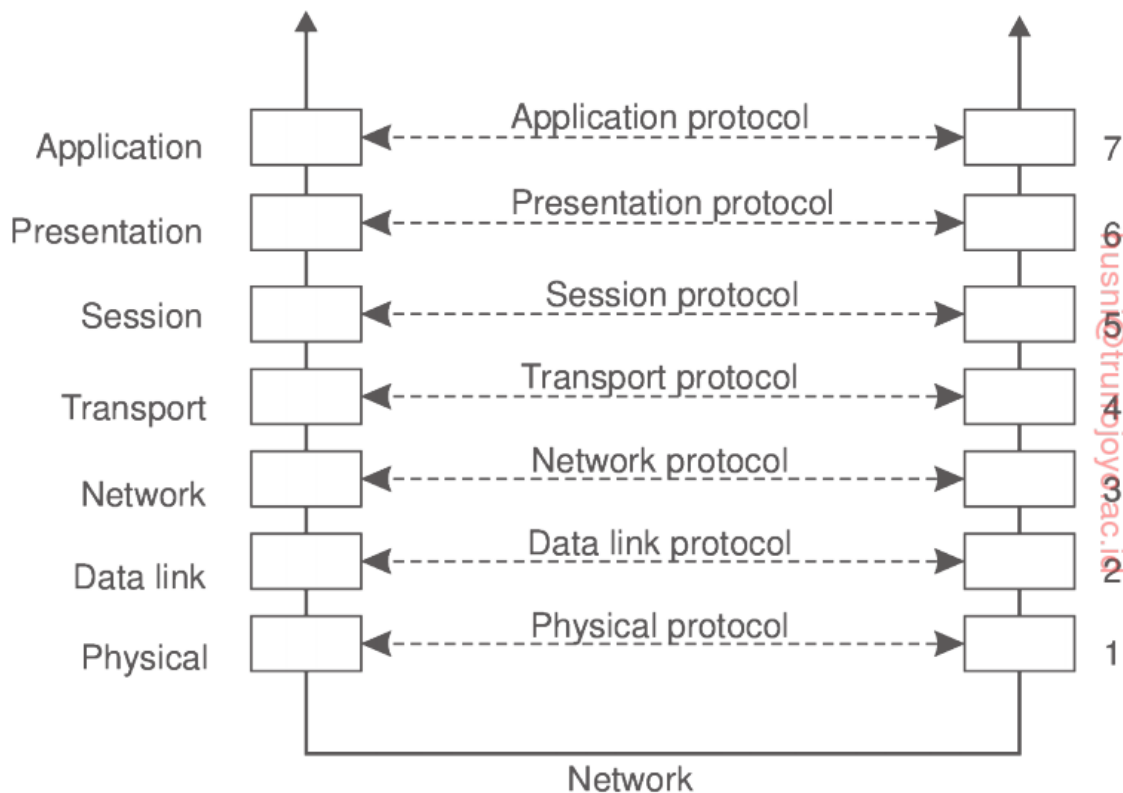 Application protocol
Application
7
Presentation protocol
Presentation
6
Session protocol
Session
5
Transport protocol
Transport
4
Network protocol
Network
3
Data link protocol
Data link
2
Physical protocol
Physical
1
Network